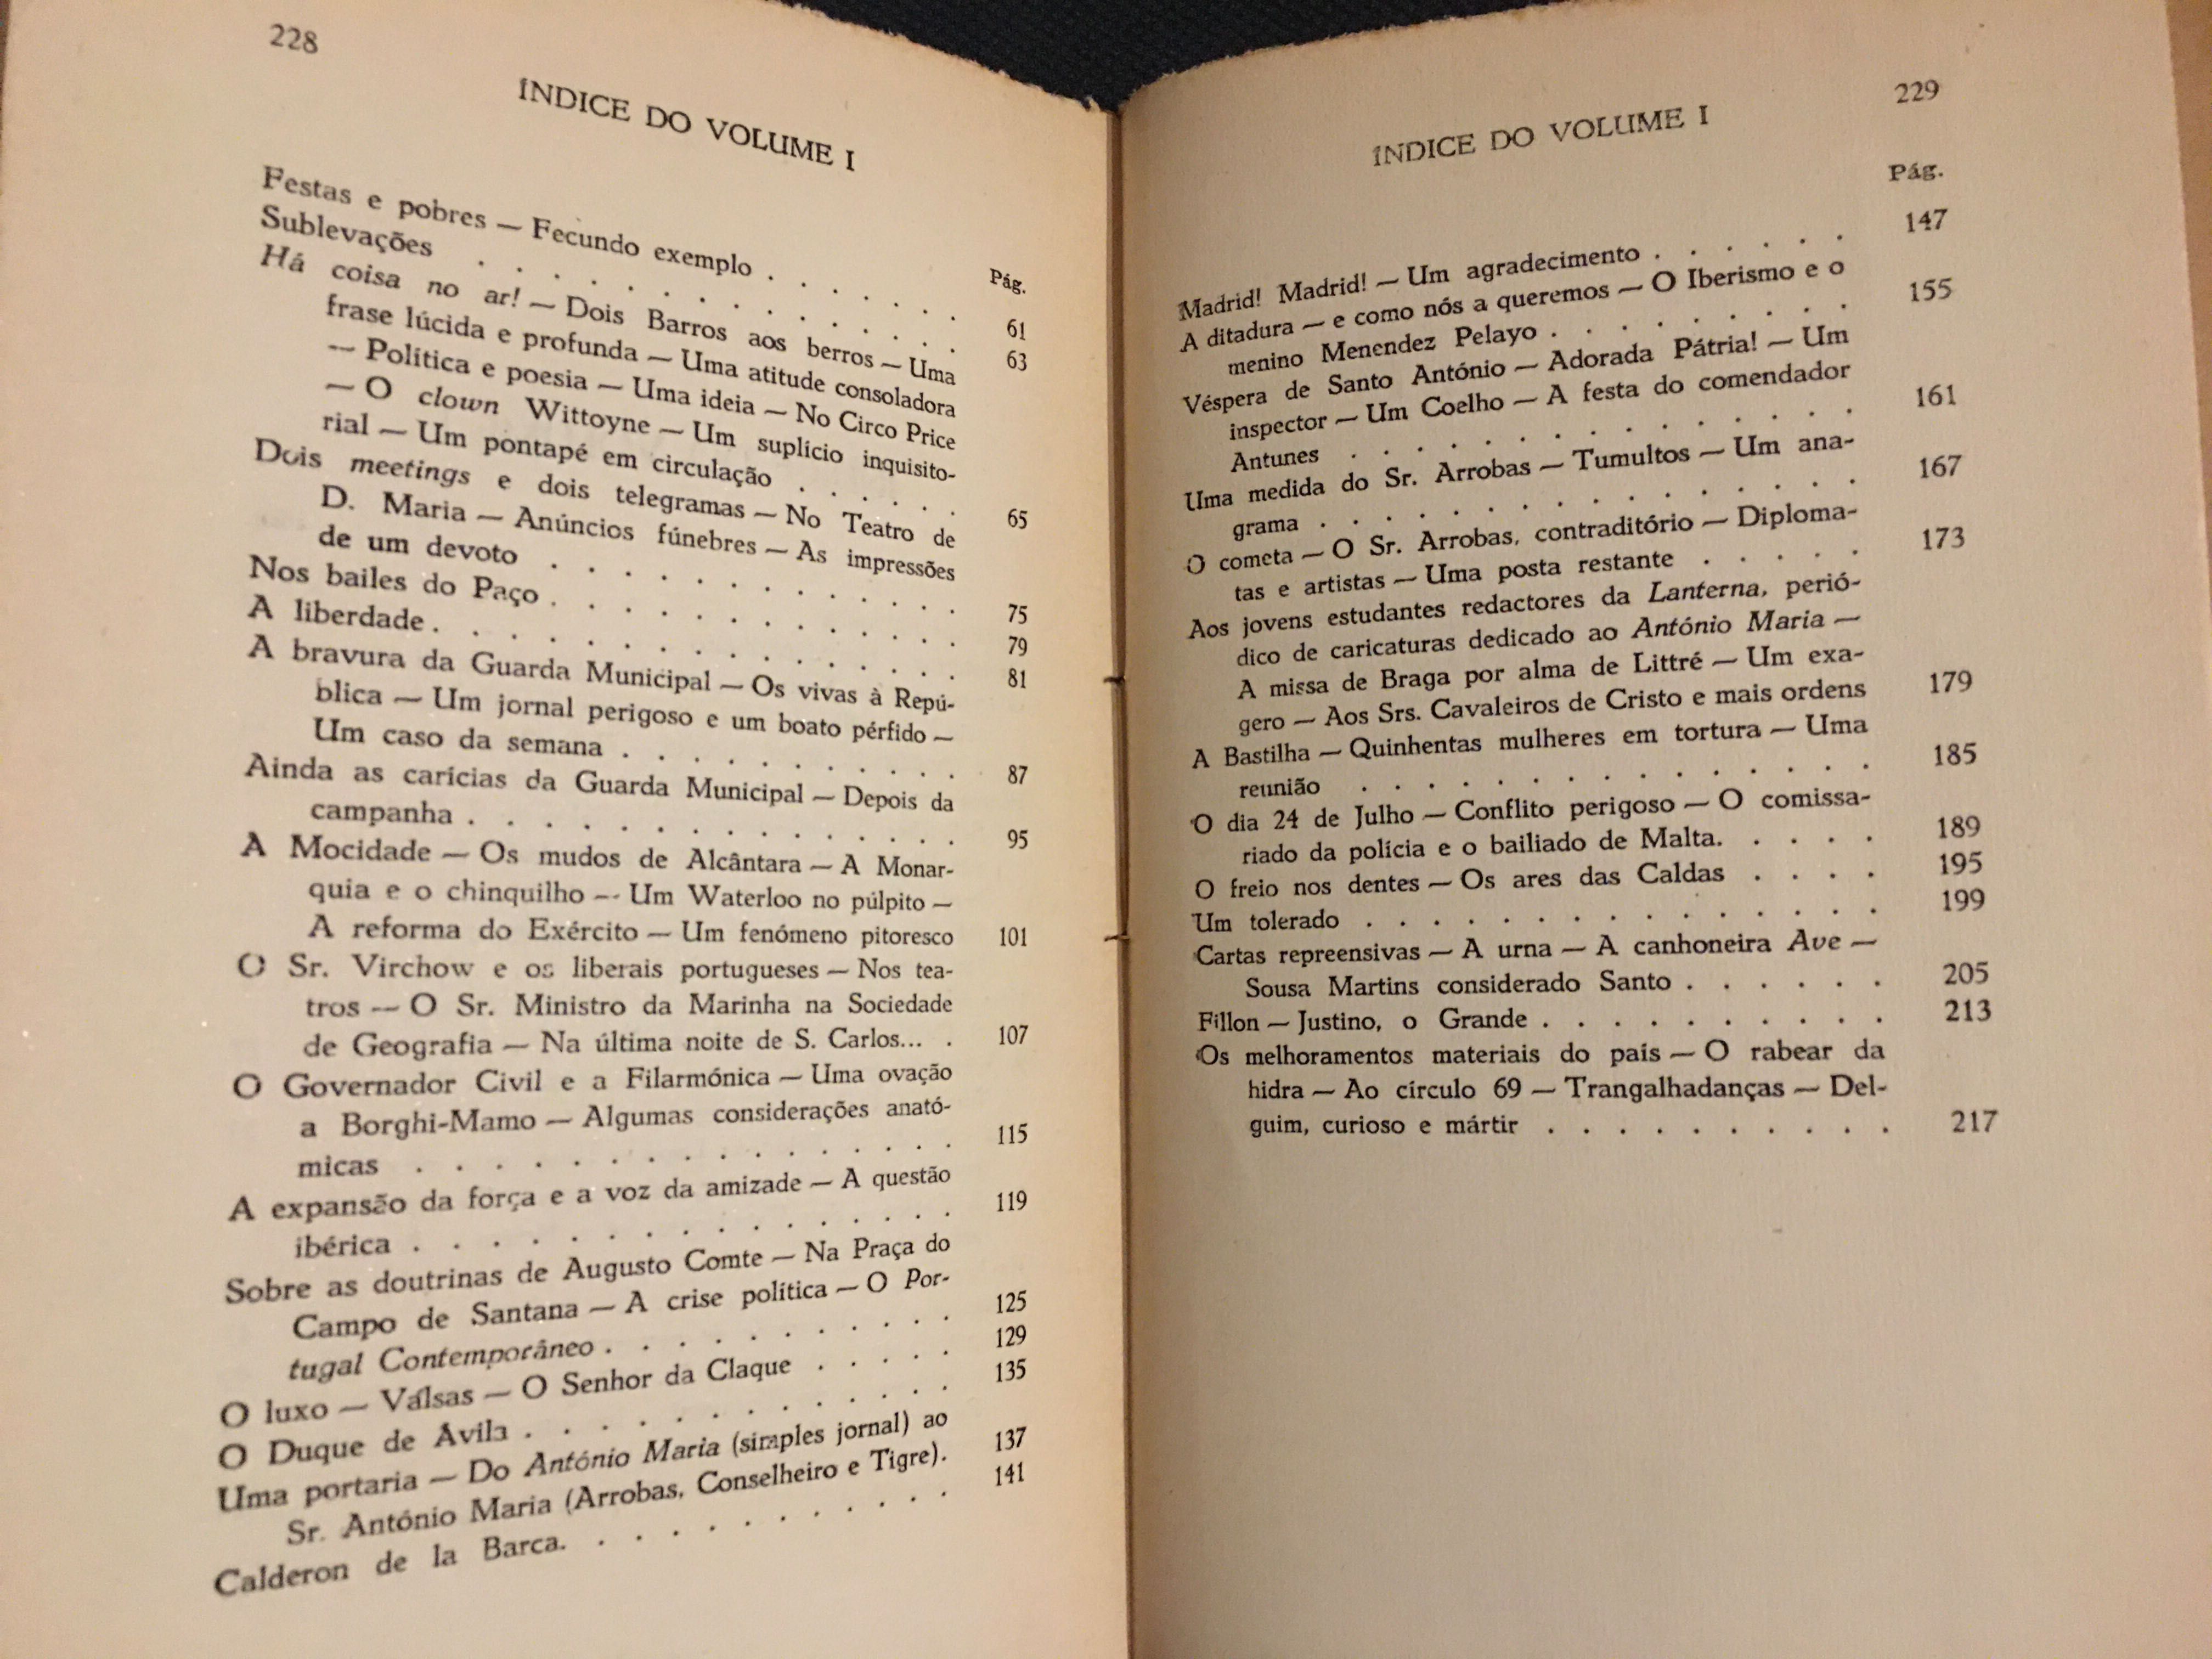 228
ÍNDICE DO VOLUME I
Pág.
Festas e pobres — Fecundo exemplo . . . . . . 61
Sublevações . . . . . . . . . . . . 63
Há coisa no ar! — Dois Barros aos berros — Uma
frase lúcida e profunda — Uma atitude consoladora
— Política e poesia — Uma ideia — No Circo Price
— O clown Wittoyne — Um suplício inquisito-
rial — Um pontapé em circulação . . . . . 65
Dois meetings e dois telegramas — No Teatro de
D. Maria — Anúncios fúnebres — As impressões
de um devoto . . . . . . . . . . . . 75
Nos bailes do Paço . . . . . . . . . . . . 79
A liberdade . . . . . . . . . . . . . . 81
A bravura da Guarda Municipal — Os vivas à Repú-
blica — Um jornal perigoso e um boato pérfido —
Um caso da semana . . . . . . . . . . 87
Ainda as carícias da Guarda Municipal — Depois da
campanha . . . . . . . . . . . . . . 95
A Mocidade — Os mudos de Alcântara — A Monar-
quia e o chinquilho — Um Waterloo no púlpito —
A reforma do Exército — Um fenómeno pitoresco 101
O Sr. Virchow e os liberais portugueses — Nos tea-
tros — O Sr. Ministro da Marinha na Sociedade
de Geografia — Na última noite de S. Carlos... . 107
O Governador Civil e a Filarmónica — Uma ovação
a Borghi-Mamo — Algumas considerações anató-
micas . . . . . . . . . . . . . . . 115
A expansão da força e a voz da amizade — A questão
ibérica . . . . . . . . . . . . . . . 119
Sobre as doutrinas de Augusto Comte — Na Praça do
Campo de Santana — A crise política — O Por-
tugal Contemporâneo . . . . . . . . . . 125
O luxo — Valsas — O Senhor da Claque . . . . . 129
O Duque de Ávila . . . . . . . . . . . . 135
Uma portaria — Do António Maria (simples jornal) ao
Sr. António Maria (Arrobas, Conselheiro e Tigre). 137
Calderon de la Barca. . . . . . . . . . . . 141
229
ÍNDICE DO VOLUME I
Pág.
Madrid! Madrid! — Um agradecimento . . . . . . 147
A ditadura — e como nós a queremos — O Iberismo e o
menino Menendez Pelayo . . . . . . . . . 155
Véspera de Santo António — Adorada Pátria! — Um
inspector — Um Coelho — A festa do comendador
Antunes . . . . . . . . . . . . . . . 161
Uma medida do Sr. Arrobas — Tumultos — Um ana-
grama . . . . . . . . . . . . . . . . 167
O cometa — O Sr. Arrobas, contraditório — Diploma-
tas e artistas — Uma posta restante . . . . . 173
Aos jovens estudantes redactores da Lanterna, perió-
dico de caricaturas dedicado ao António Maria —
A missa de Braga por alma de Littré — Um exa-
gero — Aos Srs. Cavaleiros de Cristo e mais ordens 179
A Bastilha — Quinhentas mulheres em tortura — Uma
reunião . . . . . . . . . . . . . . . 185
O dia 24 de Julho — Conflito perigoso — O comissa-
riado da polícia e o bailiado de Malta. . . . . 189
O freio nos dentes — Os ares das Caldas . . . . 195
Um tolerado . . . . . . . . . . . . . . . 199
Cartas repreensivas — A urna — A canhoneira Ave —
Sousa Martins considerado Santo . . . . . . 205
Fillon — Justino, o Grande . . . . . . . . . . 213
Os melhoramentos materiais do país — O rabear da
hidra — Ao círculo 69 — Trangalhadanças — Del-
guim, curioso e mártir . . . . . . . . . . 217